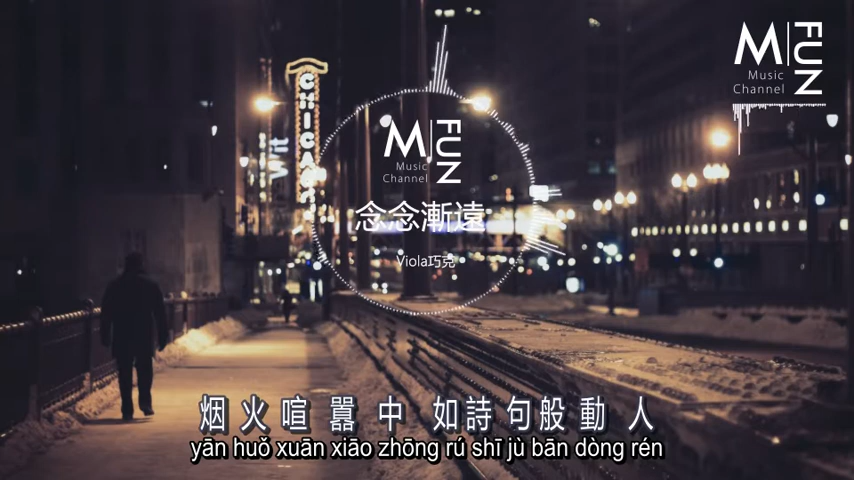 M FUN
Music
Channel
CHICAGO
M FUN
Music
Channel
念念漸遠
Viola巧克
烟火喧囂中 如詩句般動人
yān huǒ xuān xiāo zhōng rú shī jù bān dòng rén